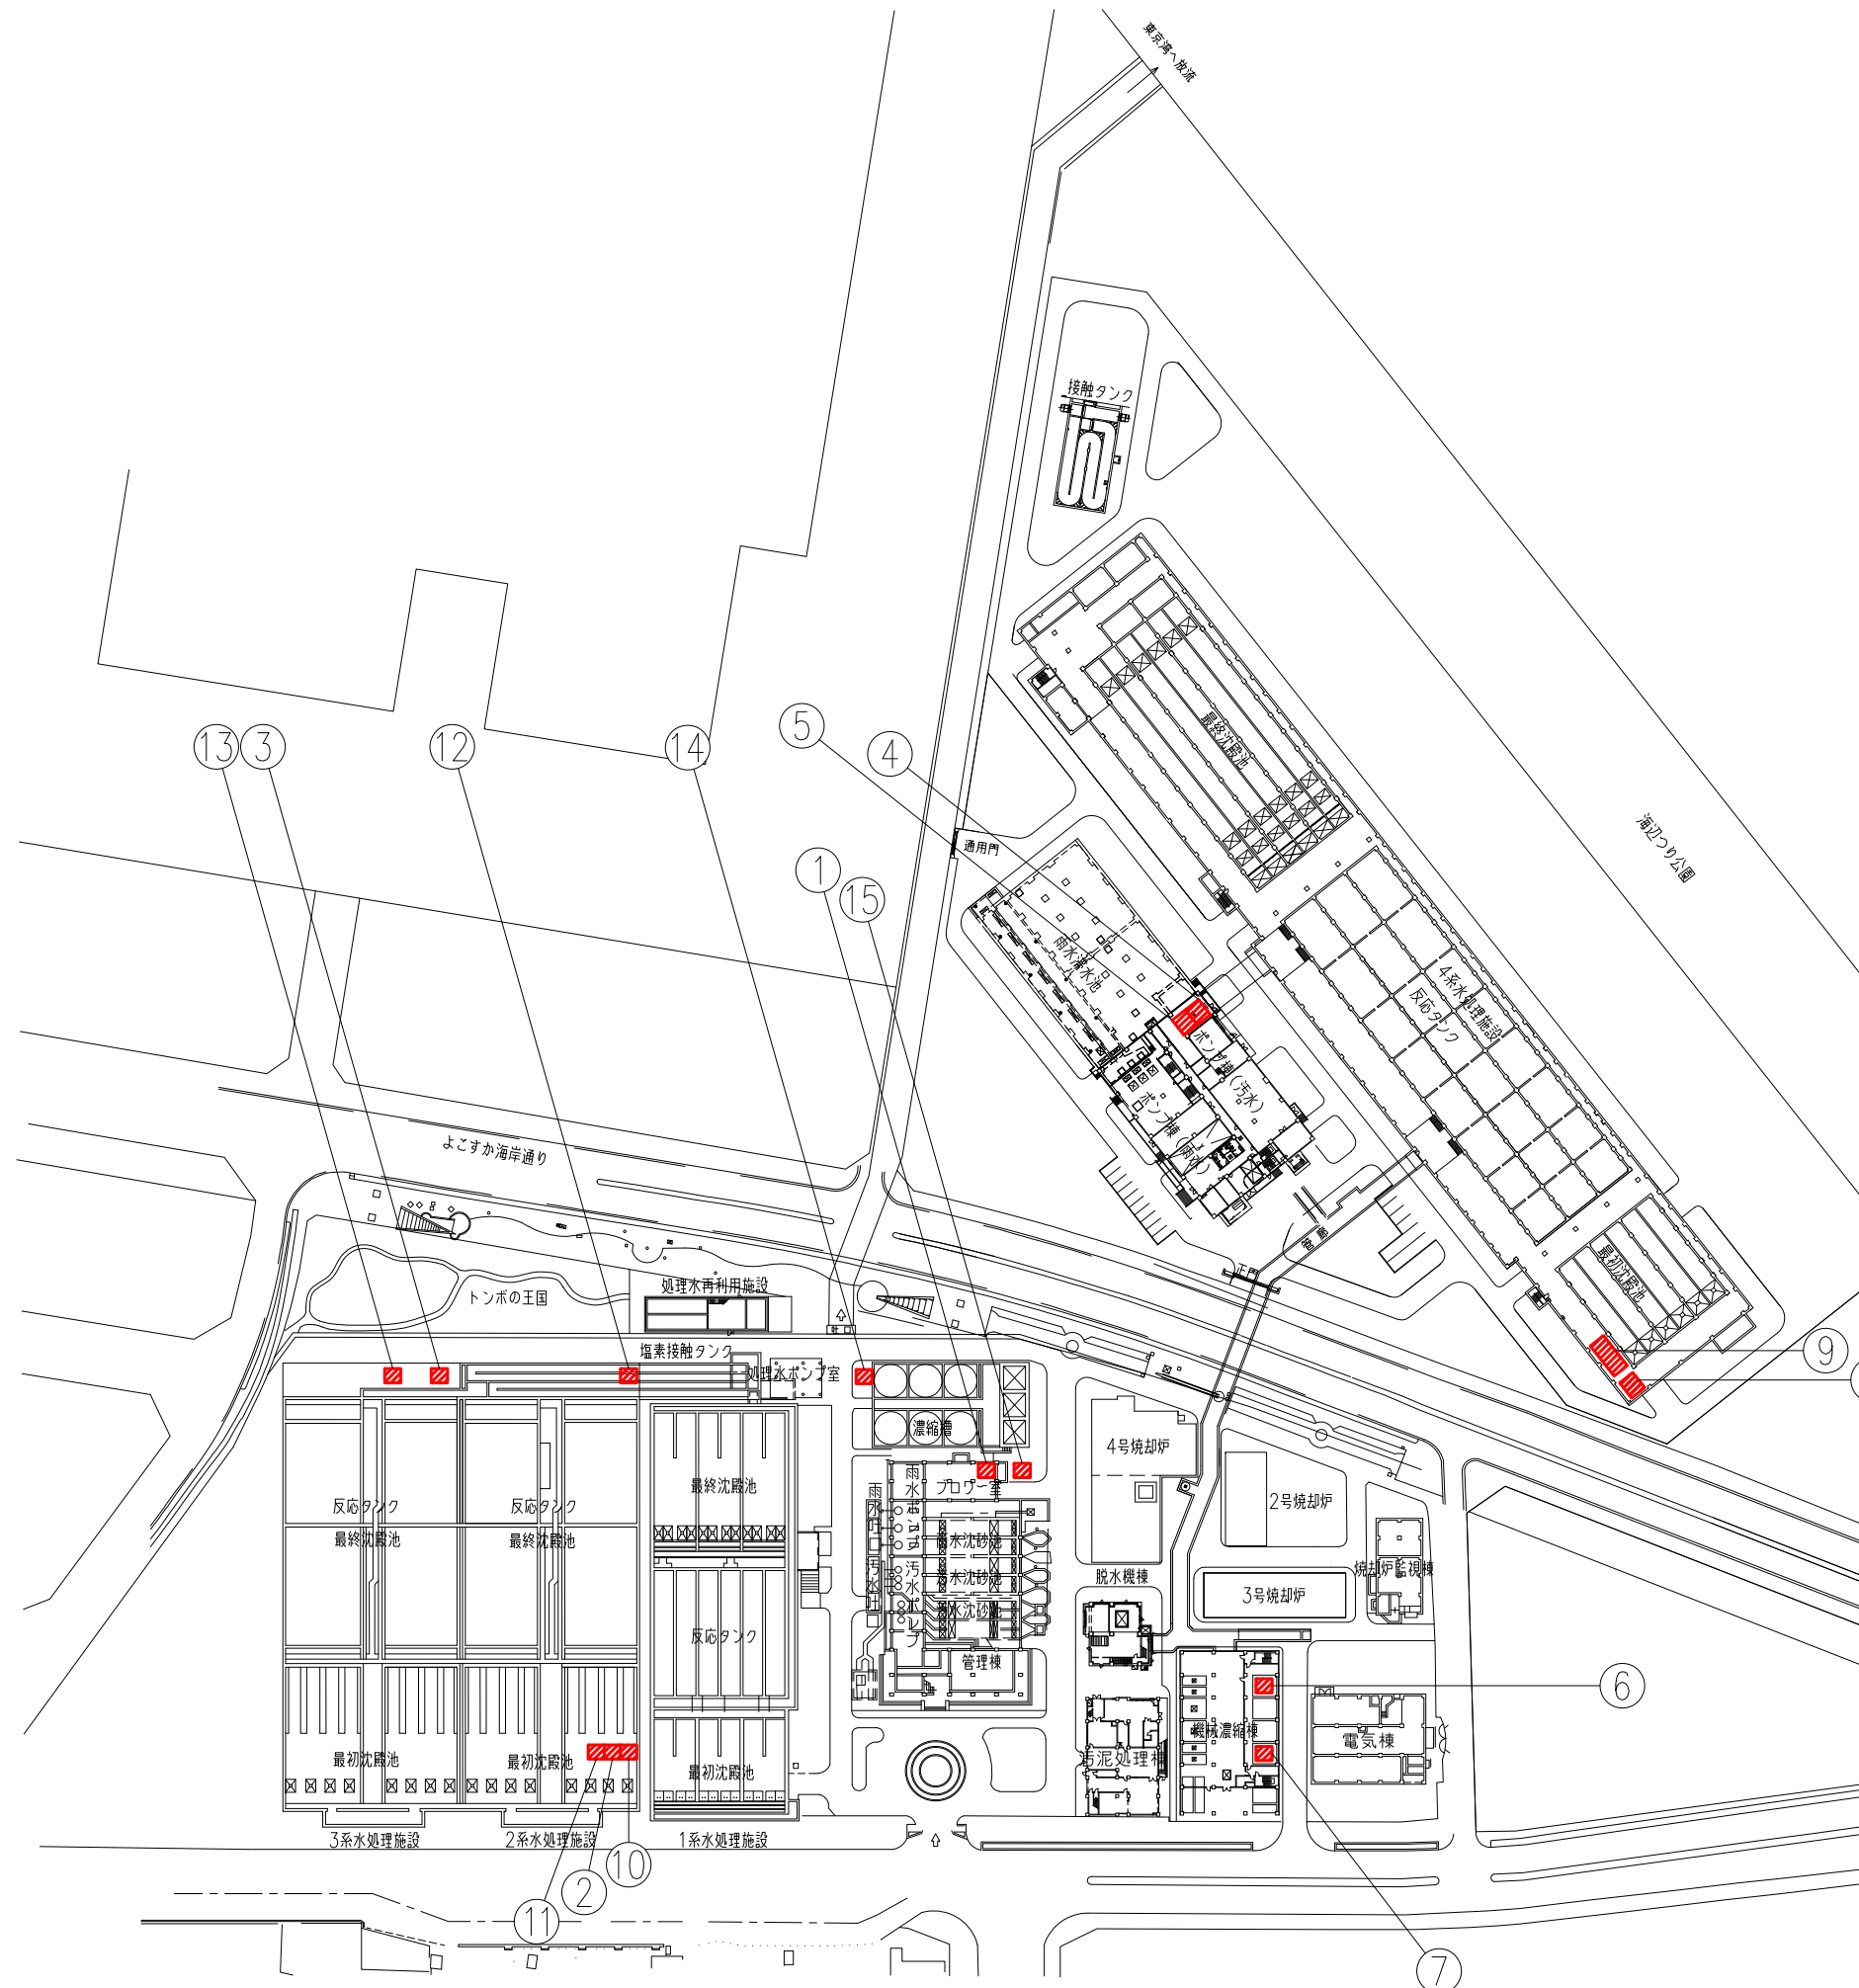 東京湾へ放流
接触タンク
最終沈殿池
海辺つり公園
13
3
12
14
5
4
1
15
通用門
雨水滞水池
4系水処理施設
反応タンク
ポンプ棟(汚水)
ポンプ棟(雨水)
よこすか海岸通り
正門
最初沈殿池
9
トンボの王国
処理水再利用施設
塩素接触タンク
処理水ポンプ室
濃縮槽
4号焼却炉
2号焼却炉
3号焼却炉
焼却炉監視棟
反応タンク
反応タンク
最終沈殿池
最終沈殿池
最終沈殿池
雨水ポンプ
ブロワー室
汚水ポンプ
脱水機棟
反応タンク
管理棟
6
機械濃縮棟
汚泥処理棟
電気棟
最初沈殿池
最初沈殿池
最初沈殿池
3系水処理施設
2系水処理施設
1系水処理施設
10
2
11
7